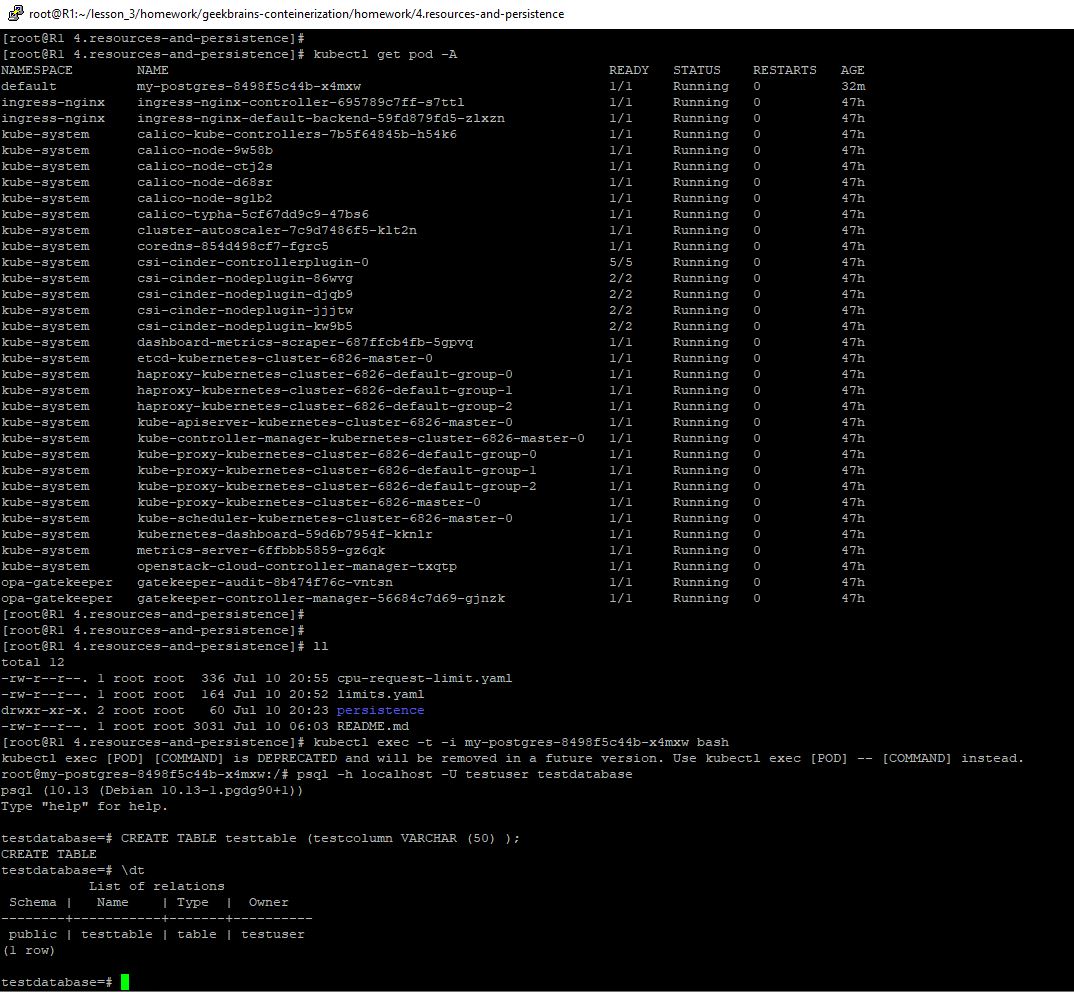 root@R1:~/lesson_3/homework/geekbrains-conteinerization/homework/4.resources-and-persistence
[root@R1 4.resources-and-persistence]#
[root@R1 4.resources-and-persistence]# kubectl get pod -A
NAMESPACE NAME READY STATUS RESTARTS AGE
default my-postgres-8498f5c44b-x4mxw 1/1 Running 0 32m
ingress-nginx ingress-nginx-controller-695789c7ff-s7ttl 1/1 Running 0 47h
ingress-nginx ingress-nginx-default-backend-59fd879fd5-zlxzn 1/1 Running 0 47h
kube-system calico-kube-controllers-7b5f64845b-h54k6 1/1 Running 0 47h
kube-system calico-node-9w58b 1/1 Running 0 47h
kube-system calico-node-ctj2s 1/1 Running 0 47h
kube-system calico-node-d68sr 1/1 Running 0 47h
kube-system calico-node-sglb2 1/1 Running 0 47h
kube-system calico-typha-5cf67dd9c9-47bs6 1/1 Running 0 47h
kube-system cluster-autoscaler-7c9d7486f5-klt2n 1/1 Running 0 47h
kube-system coredns-854d498cf7-fgrc5 1/1 Running 0 47h
kube-system csi-cinder-controllerplugin-0 5/5 Running 0 47h
kube-system csi-cinder-nodeplugin-86wvg 2/2 Running 0 47h
kube-system csi-cinder-nodeplugin-djqb9 2/2 Running 0 47h
kube-system csi-cinder-nodeplugin-jjjtw 2/2 Running 0 47h
kube-system csi-cinder-nodeplugin-kw9b5 2/2 Running 0 47h
kube-system dashboard-metrics-scraper-687ffcb4fb-5gpvq 1/1 Running 0 47h
kube-system etcd-kubernetes-cluster-6826-master-0 1/1 Running 0 47h
kube-system haproxy-kubernetes-cluster-6826-default-group-0 1/1 Running 0 47h
kube-system haproxy-kubernetes-cluster-6826-default-group-1 1/1 Running 0 47h
kube-system haproxy-kubernetes-cluster-6826-default-group-2 1/1 Running 0 47h
kube-system kube-apiserver-kubernetes-cluster-6826-master-0 1/1 Running 0 47h
kube-system kube-controller-manager-kubernetes-cluster-6826-master-0 1/1 Running 0 47h
kube-system kube-proxy-kubernetes-cluster-6826-default-group-0 1/1 Running 0 47h
kube-system kube-proxy-kubernetes-cluster-6826-default-group-1 1/1 Running 0 47h
kube-system kube-proxy-kubernetes-cluster-6826-default-group-2 1/1 Running 0 47h
kube-system kube-proxy-kubernetes-cluster-6826-master-0 1/1 Running 0 47h
kube-system kube-scheduler-kubernetes-cluster-6826-master-0 1/1 Running 0 47h
kube-system kubernetes-dashboard-59d6b7954f-kknlr 1/1 Running 0 47h
kube-system metrics-server-6ffbbb5859-gz6qk 1/1 Running 0 47h
kube-system openstack-cloud-controller-manager-txqtp 1/1 Running 0 47h
opa-gatekeeper gatekeeper-audit-8b474f76c-vntsn 1/1 Running 0 47h
opa-gatekeeper gatekeeper-controller-manager-56684c7d69-gjnzk 1/1 Running 0 47h
[root@R1 4.resources-and-persistence]#
[root@R1 4.resources-and-persistence]#
[root@R1 4.resources-and-persistence]# ll
total 12
-rw-r--r--. 1 root root 336 Jul 10 20:55 cpu-request-limit.yaml
-rw-r--r--. 1 root root 164 Jul 10 20:52 limits.yaml
drwxr-xr-x. 2 root root 60 Jul 10 20:23 persistence
-rw-r--r--. 1 root root 3031 Jul 10 06:03 README.md
[root@R1 4.resources-and-persistence]# kubectl exec -t -i my-postgres-8498f5c44b-x4mxw bash
kubectl exec [POD] [COMMAND] is DEPRECATED and will be removed in a future version. Use kubectl exec [POD] -- [COMMAND] instead.
root@my-postgres-8498f5c44b-x4mxw:/# psql -h localhost -U testuser testdatabase
psql (10.13 (Debian 10.13-1.pgdg90+1))
Type "help" for help.
testdatabase=# CREATE TABLE testtable (testcolumn VARCHAR (50) );
CREATE TABLE
testdatabase=# \dt
List of relations
Schema | Name | Type | Owner
--------+-----------+-------+----------
public | testtable | table | testuser
(1 row)
testdatabase=#